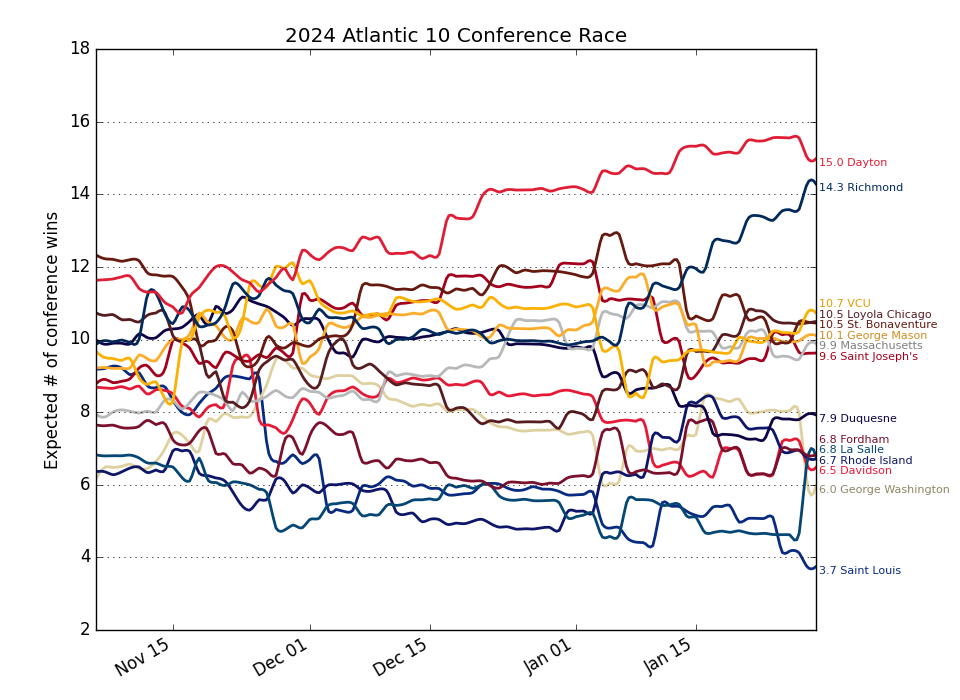 2024 Atlantic 10 Conference Race
Expected # of conference wins
18
16
14
12
10
8
6
4
2
Nov 15
Dec 01
Dec 15
Jan 01
Jan 15
15.0 Dayton
14.3 Richmond
10.7 VCU
10.5 Loyola Chicago
10.5 St. Bonaventure
10.1 George Mason
9.9 Massachusetts
9.6 Saint Joseph's
7.9 Duquesne
6.8 Fordham
6.8 La Salle
6.7 Rhode Island
6.5 Davidson
6.0 George Washington
3.7 Saint Louis